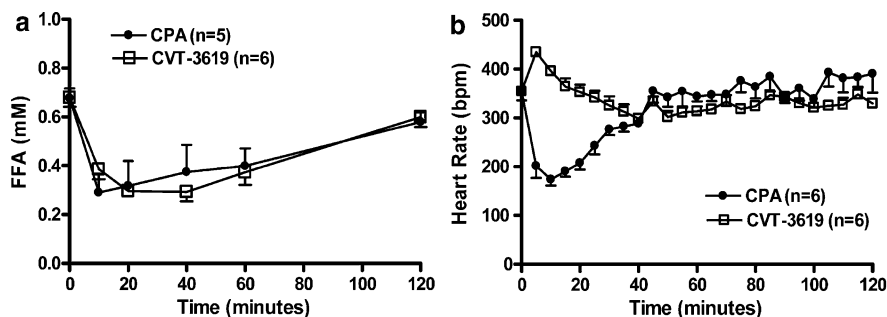 a
CPA (n=5)
CVT-3619 (n=6)
1.0
0.8
0.6
0.4
0.2
0.0
FFA (mM)
0 20 40 60 80 100 120
Time (minutes)
b
500
400
300
200
100
0
Heart Rate (bpm)
CPA (n=6)
CVT-3619 (n=6)
0 20 40 60 80 100 120
Time (minutes)